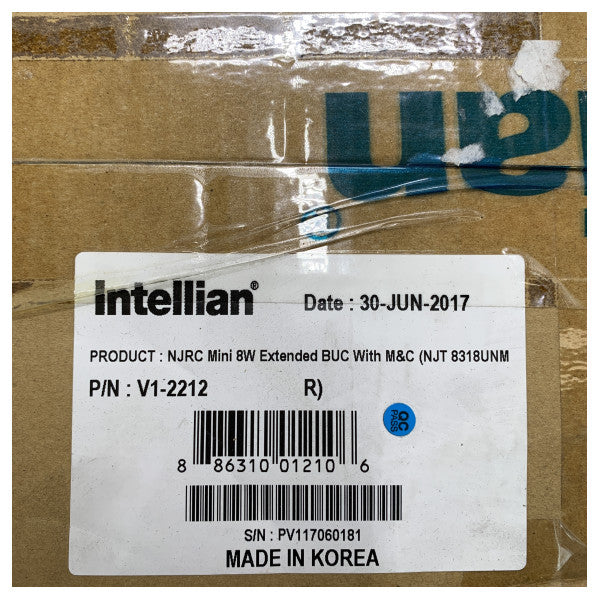 Intellian®
Date : 30-JUN-2017
PRODUCT : NJRC Mini 8W Extended BUC With M&C (NJT 8318UNM
P/N : V1-2212 R)
QC
PASS
8 86310 01210 6
S/N : PV117060181
MADE IN KOREA